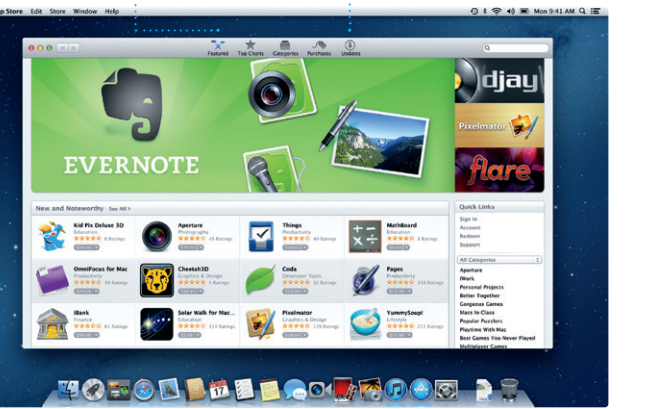 p Store Edit Store Window Help
Mon 9:41 AM
Featured Top Charts Categories Purchases Updates
EVERNOTE
djay
Pixelmator
flare
New and Noteworthy See All >
Quick Links
Kid Pix Deluxe 3D
Education
Aperture
Photography
Things
Productivity
MathBoard
Education
Sign In
Account
Redeem
Support
OmniFocus for Mac
Productivity
Cheetah3D
Graphics & Design
Coda
Developer Tools
Pages
Productivity
iBank
Finance
Solar Walk for Mac...
Education
Pixelmator
Graphics & Design
YummySoup!
Lifestyle
All Categories
Aperture
iWork
Personal Projects
Better Together
Gorgeous Games
Macs In Class
Popular Puzzlers
Playtime With Mac
Best Games You Never Played
Multiplayer Games
17